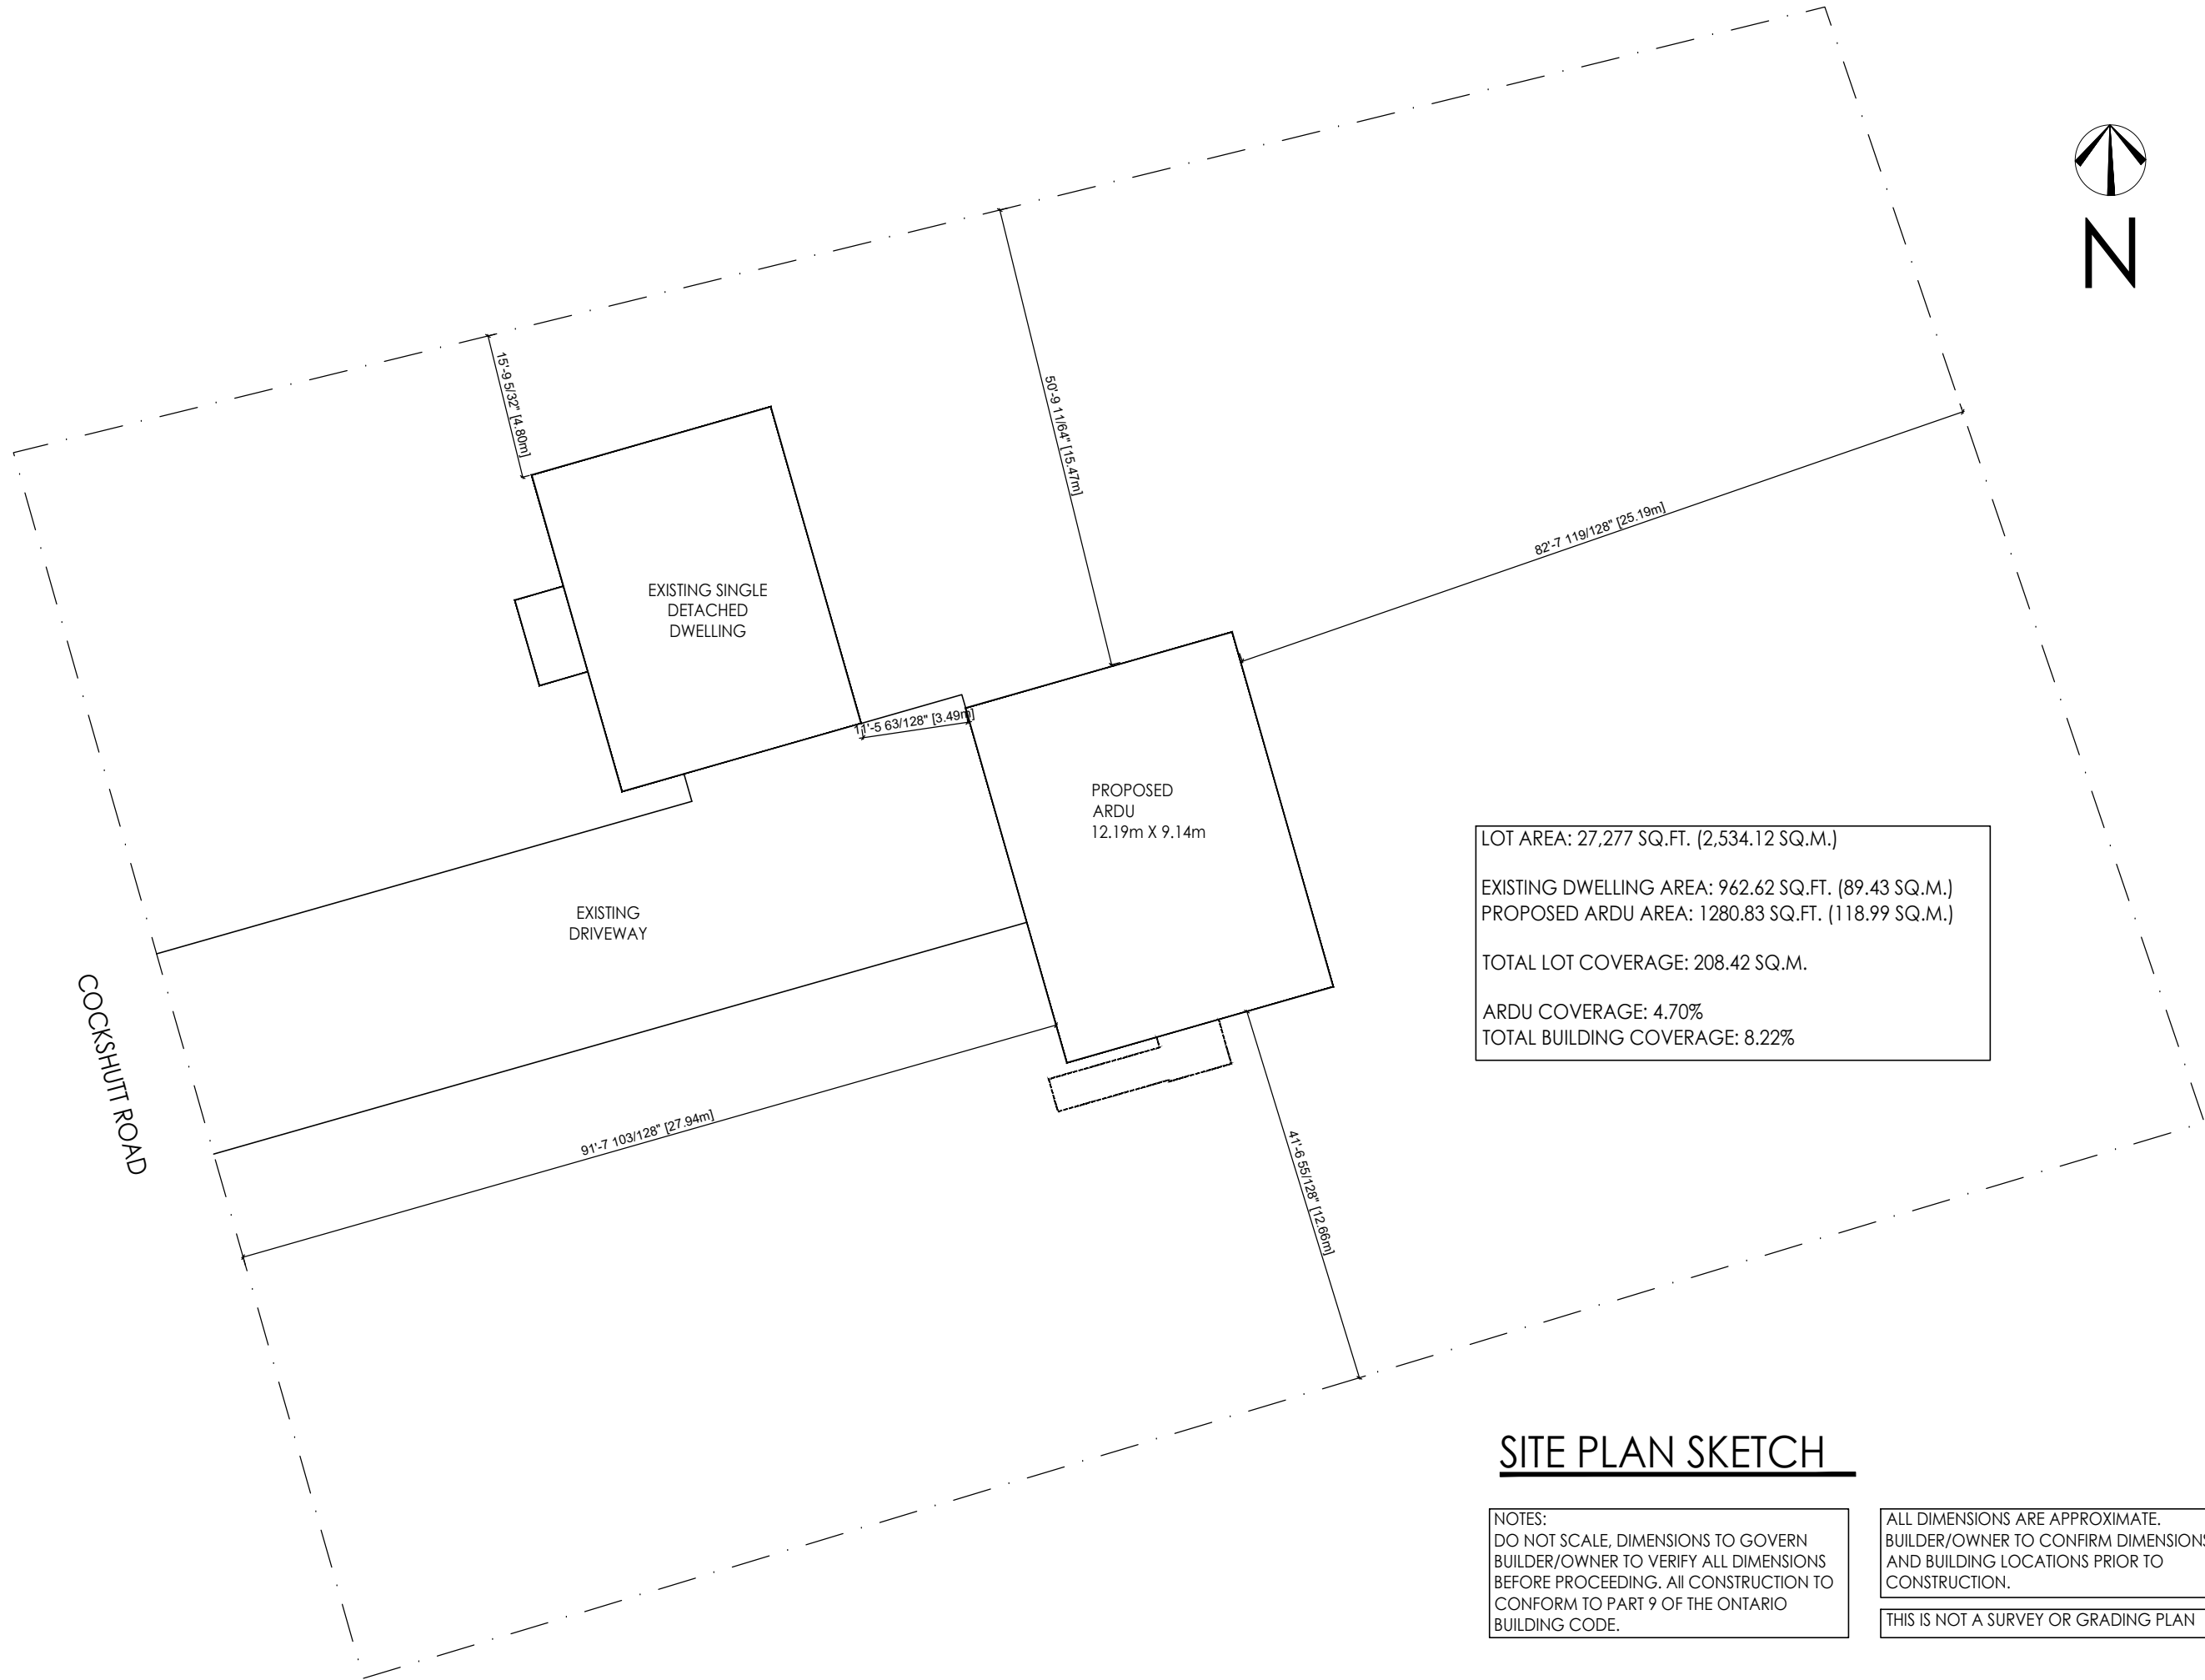 N
15'-9 5/32" [4.80m]
50'-9 11/64" [15.47m]
82'-7 119/128" [25.19m]
EXISTING SINGLE
DETACHED
DWELLING
11'-5 63/128" [3.49m]
PROPOSED
ARDU
12.19m X 9.14m
LOT AREA: 27,277 SQ.FT. (2,534.12 SQ.M.)
EXISTING DWELLING AREA: 962.62 SQ.FT. (89.43 SQ.M.)
PROPOSED ARDU AREA: 1280.83 SQ.FT. (118.99 SQ.M.)
TOTAL LOT COVERAGE: 208.42 SQ.M.
ARDU COVERAGE: 4.70%
TOTAL BUILDING COVERAGE: 8.22%
EXISTING
DRIVEWAY
COCKSHUTT ROAD
91'-7 103/128" [27.94m]
41'-6 55/128" [12.66m]
SITE PLAN SKETCH
NOTES:
DO NOT SCALE, DIMENSIONS TO GOVERN
BUILDER/OWNER TO VERIFY ALL DIMENSIONS
BEFORE PROCEEDING. All CONSTRUCTION TO
CONFORM TO PART 9 OF THE ONTARIO
BUILDING CODE.
ALL DIMENSIONS ARE APPROXIMATE.
BUILDER/OWNER TO CONFIRM DIMENSIONS
AND BUILDING LOCATIONS PRIOR TO
CONSTRUCTION.
THIS IS NOT A SURVEY OR GRADING PLAN